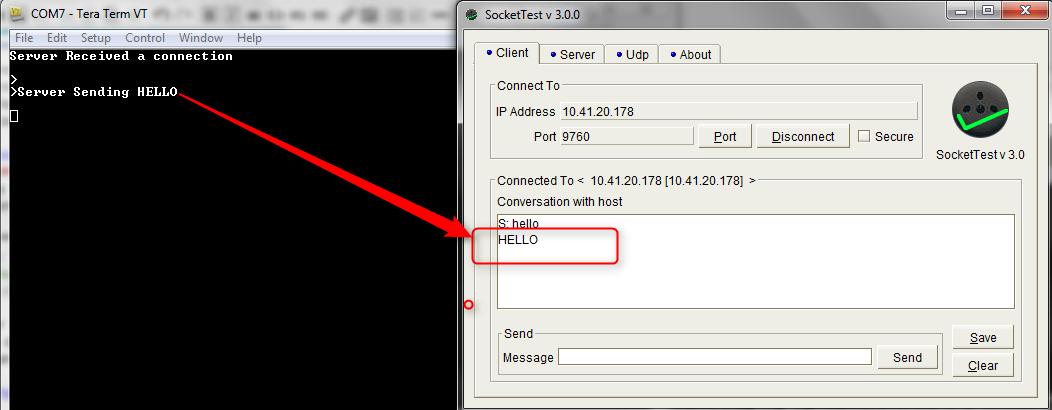 COM7 - Tera Term VT
File Edit Setup Control Window Help
Server Received a connection
>
>Server Sending HELLO
SocketTest v 3.0.0
Client Server Udp About
Connect To
IP Address 10.41.20.178
Port 9760 Port Disconnect Secure
SocketTest v 3.0
Connected To < 10.41.20.178 [10.41.20.178] >
Conversation with host
S: hello
HELLO
Send
Message Send
Save
Clear